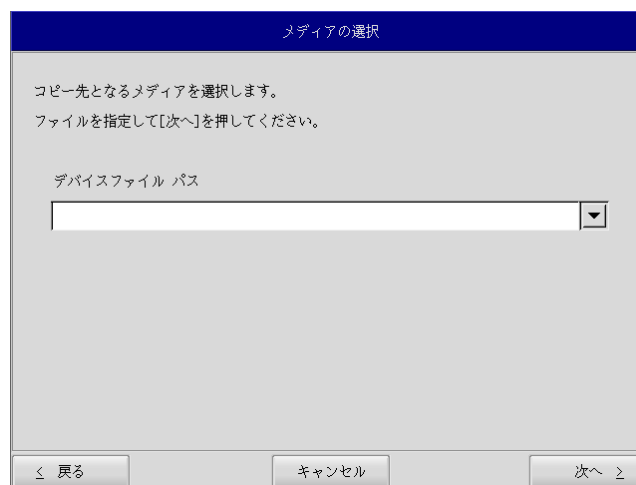 メディアの選択
コピー先となるメディアを選択します。
ファイルを指定して[次へ]を押してください。
デバイスファイル パス
< 戻る
キャンセル
次へ >